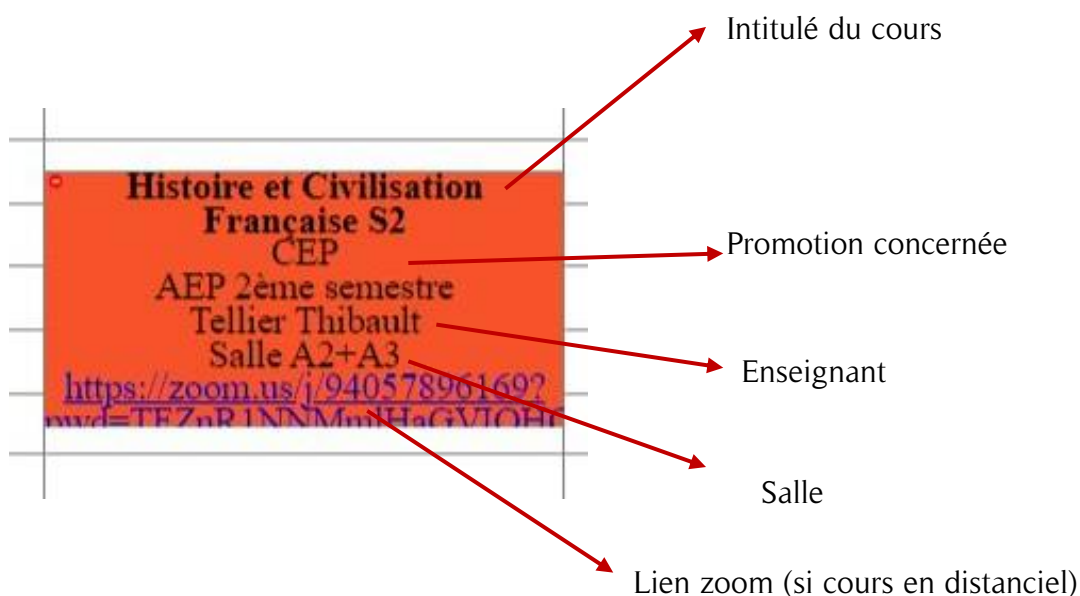 Intitulé du cours
Histoire et Civilisation
Française S2
CEP
Promotion concernée
AEP 2ème semestre
Tellier Thibault
Enseignant
Salle A2+A3
https://zoom.us/j/94057896169?
Salle
Lien zoom (si cours en distanciel)